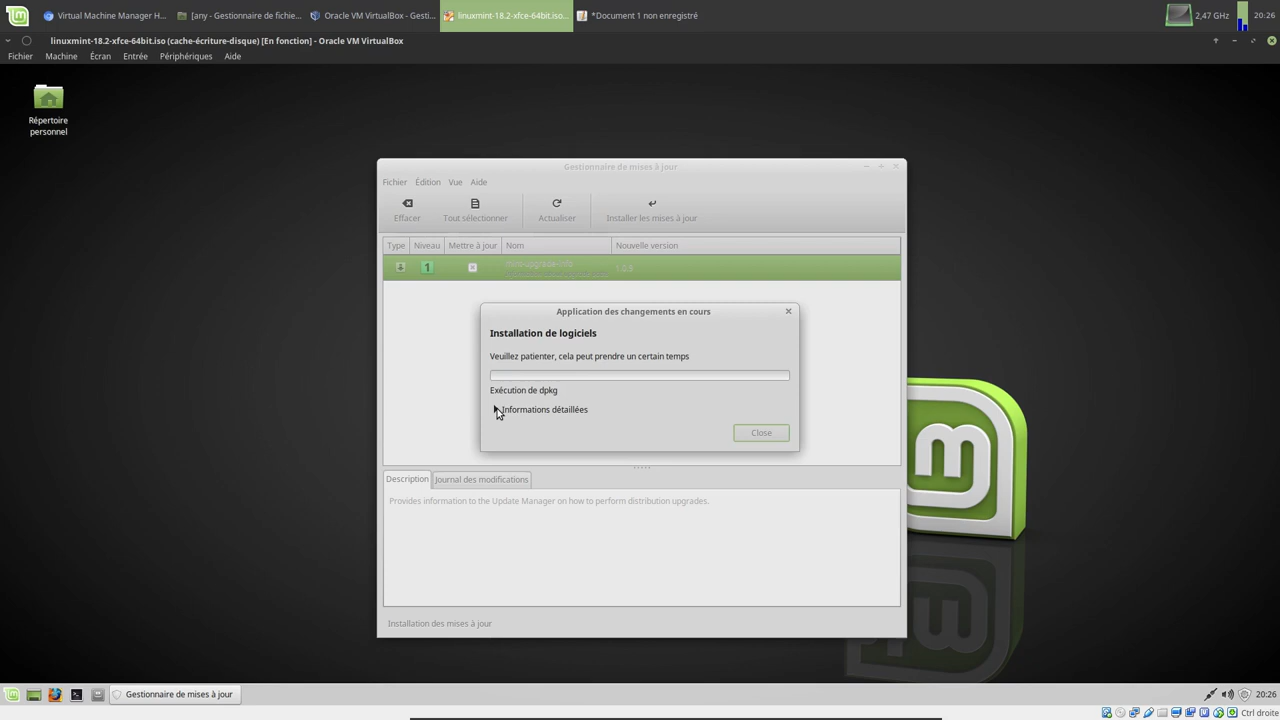 Virtual Machine Manager H...
[any - Gestionnaire de fichie...
Oracle VM VirtualBox - Gesti...
linuxmint-18.2-xfce-64bit.iso...
*Document 1 non enregistré
2,47 GHz
20:26
linuxmint-18.2-xfce-64bit.iso (cache-écriture-disque) [En fonction] - Oracle VM VirtualBox
Fichier Machine Écran Entrée Périphériques Aide
Répertoire
personnel
Gestionnaire de mises à jour
Fichier Édition Vue Aide
Effacer Tout sélectionner Actualiser Installer les mises à jour
Type Niveau Mettre à jour Nom Nouvelle version
1 mint-upgrade-info 1.0.9
Application des changements en cours
Installation de logiciels
Veuillez patienter, cela peut prendre un certain temps
Exécution de dpkg
Informations détaillées
Close
Description Journal des modifications
Provides information to the Update Manager on how to perform distribution upgrades.
Installation des mises à jour
Gestionnaire de mises à jour
20:26
Ctrl droite